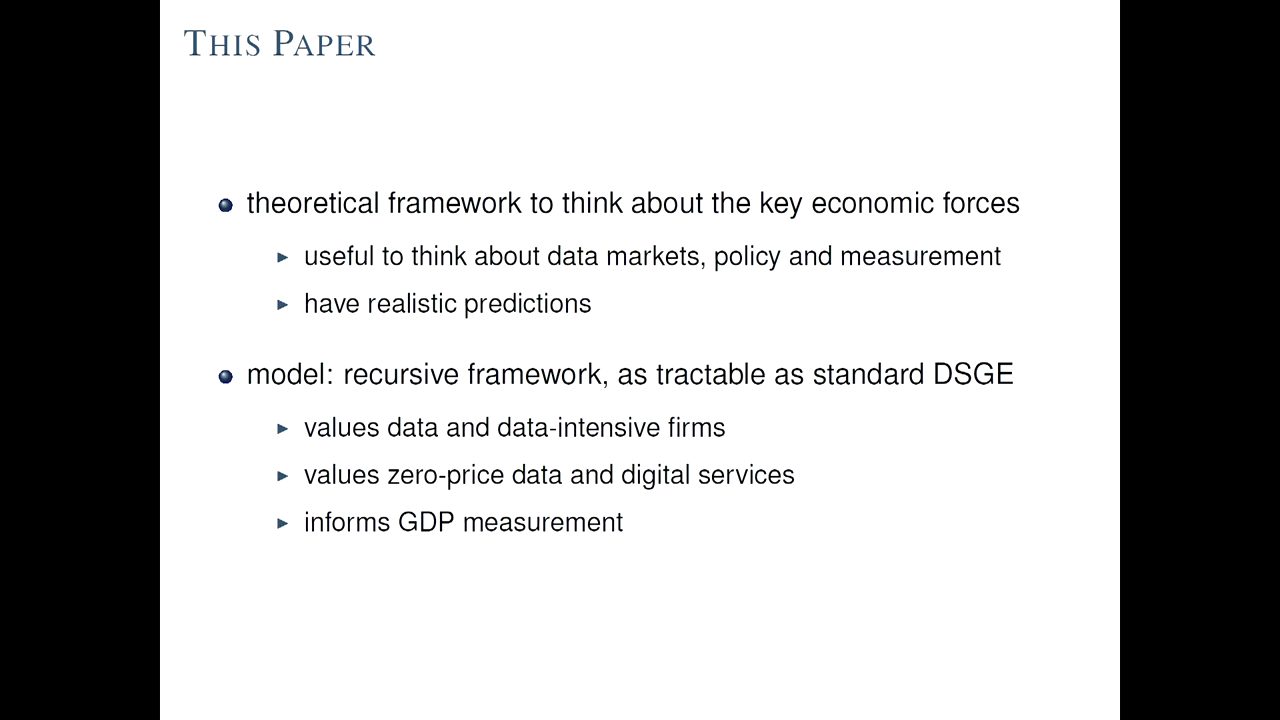 THIS PAPER
theoretical framework to think about the key economic forces
useful to think about data markets, policy and measurement
have realistic predictions
model: recursive framework, as tractable as standard DSGE
values data and data-intensive firms
values zero-price data and digital services
informs GDP measurement